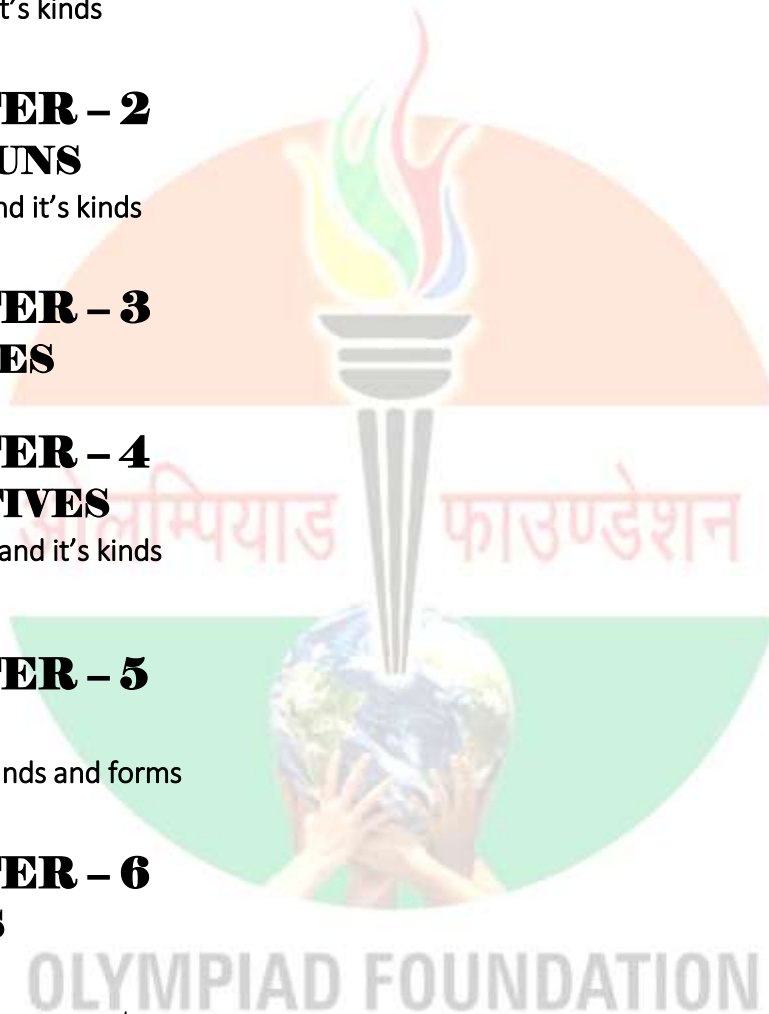 t's kinds
TER – 2
UNS
nd it's kinds
TER – 3
ES
TER – 4
TIVES
ओलम्पियाड फाउण्डेशन
and it's kinds
TER – 5
nds and forms
TER – 6
S
OLYMPIAD FOUNDATION